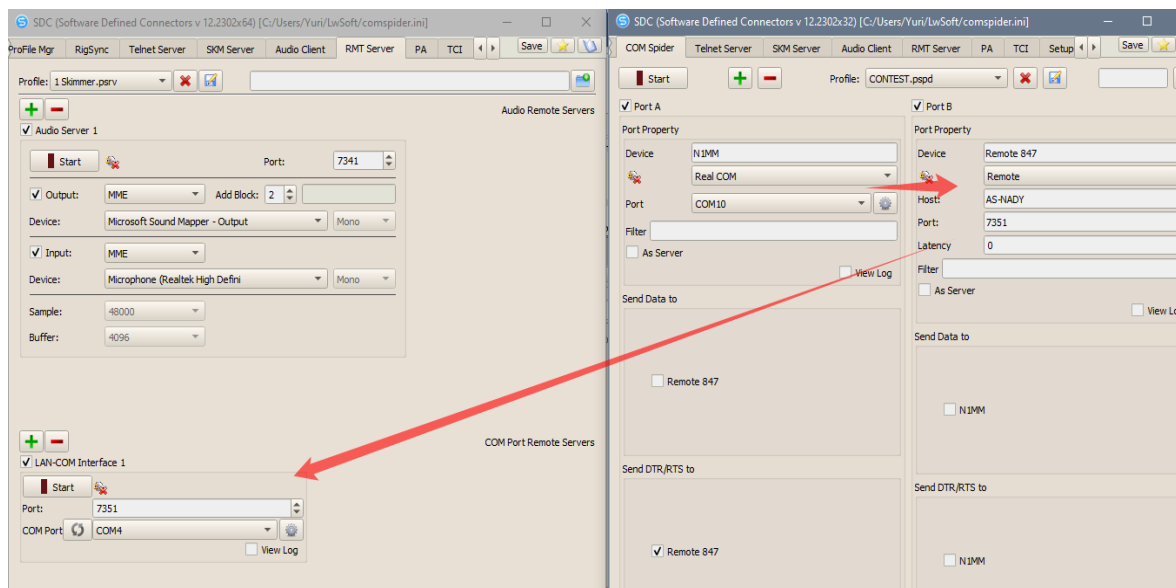 SDC (Software Defined Connectors v 12.2302x64) [C:/Users/Yuri/LwSoft/comspider.ini]
ProFile Mgr RigSync Telnet Server SKM Server Audio Client RMT Server PA TCI Save
Profile: 1 Skimmer.psrv
Audio Remote Servers
Audio Server 1
Start Port: 7341
Output: MME Add Block: 2
Device: Microsoft Sound Mapper - Output Mono
Input: MME
Device: Microphone (Realtek High Defini Mono
Sample: 48000
Buffer: 4096
COM Port Remote Servers
LAN-COM Interface 1
Start
Port: 7351
COM Port COM4
View Log
SDC (Software Defined Connectors v 12.2302x32) [C:/Users/Yuri/LwSoft/comspider.ini]
COM Spider Telnet Server SKM Server Audio Client RMT Server PA TCI Setup Save
Start Profile: CONTEST.pspd
Port A
Port Property
Device N1MM
Real COM
Port COM10
Filter
As Server
View Log
Send Data to
Remote 847
Send DTR/RTS to
Remote 847
Port B
Port Property
Device Remote 847
Remote
Host: AS-NADY
Port: 7351
Latency 0
Filter
As Server
View Lo
Send Data to
N1MM
Send DTR/RTS to
N1MM